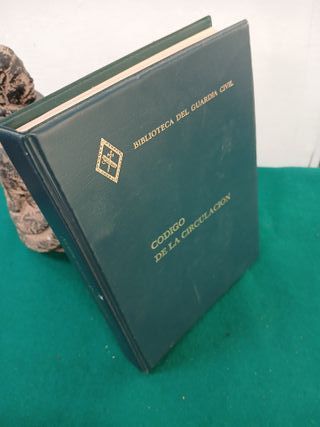 BIBLIOTECA DEL GUARDIA CIVIL
CODIGO
DE LA CIRCULACION